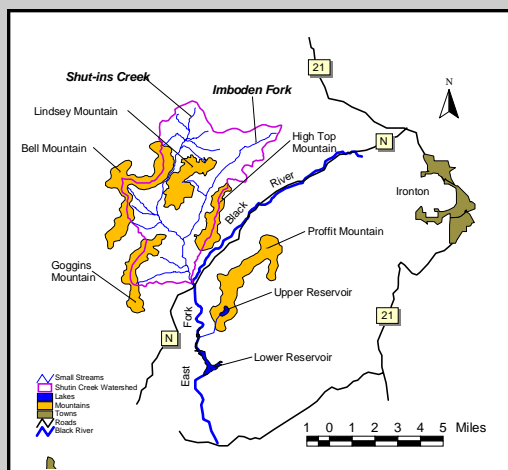 21
Shut-ins Creek
Imboden Fork
N
Lindsey Mountain
High Top
Mountain
N
Bell Mountain
River
Ironton
Black
Proffit Mountain
Goggins
Mountain
Upper Reservoir
Fork
21
N
Lower Reservoir
East
Small Streams
Shutin Creek Watershed
Lakes
Mountains
Towns
Roads
Black River
1 0 1 2 3 4 5 Miles